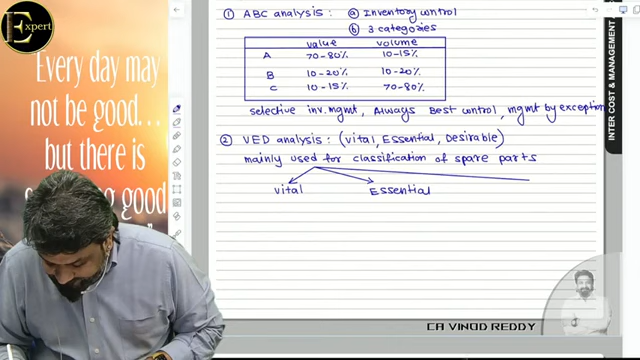 Expert
Every day may
not be good...
but there is
good
① ABC analysis : ⓐ Inventory control
ⓑ 3 categories
value volume
A 70-80% 10-15%
B 10-20% 10-20%
C 10-15% 70-80%
selective inv.mgmt, Always Best control, mgmt by exception
② VED analysis : (vital, Essential, Desirable)
mainly used for classification of spare parts
vital Essential
INTER COST & MANAGEMENT
CA VINOD REDDY